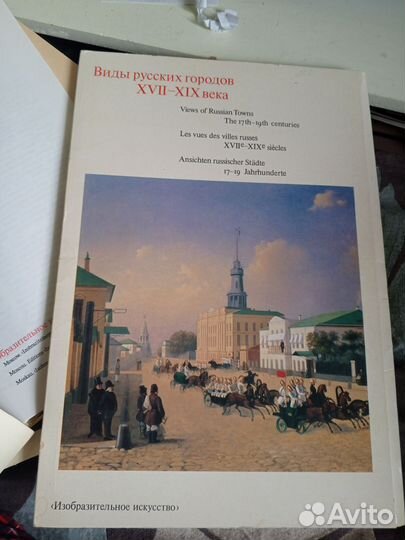 Виды русских городов
XVII–XIX века
Views of Russian Towns
The 17th–19th centuries
Les vues des villes russes
XVIIᵉ–XIXᵉ siècles
Ansichten russischer Städte
17–19 Jahrhunderte
‹Изобразительное искусство›
Avito